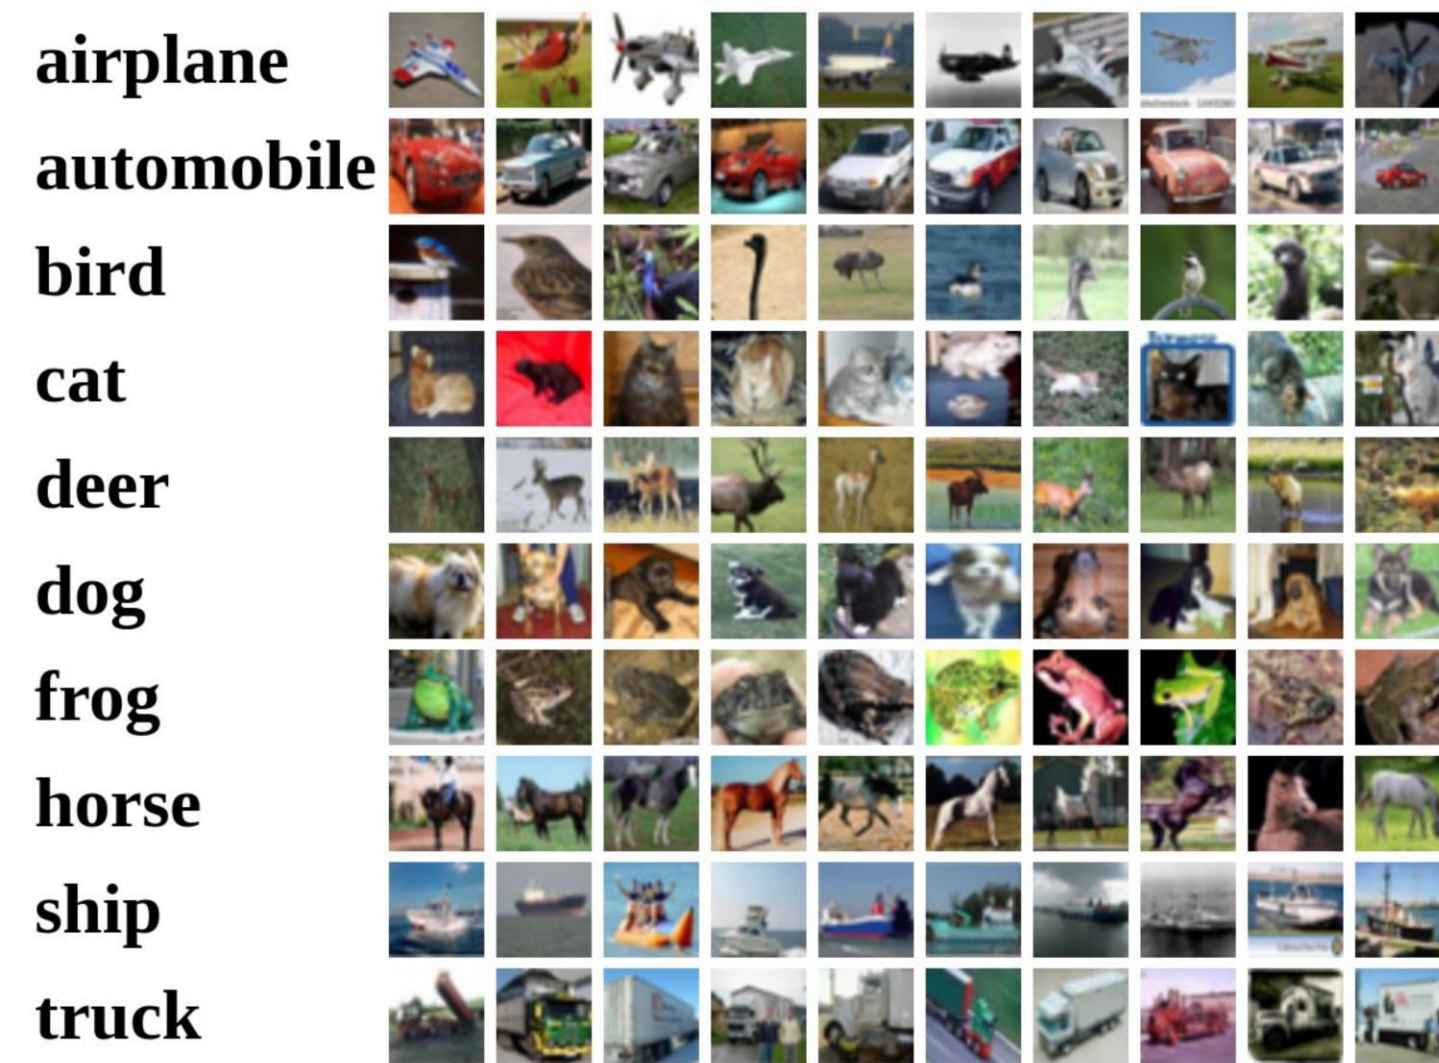 airplane
automobile
bird
cat
deer
dog
frog
horse
ship
truck